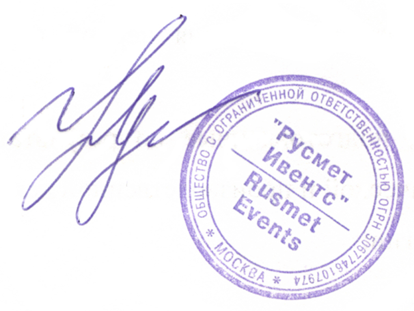 ОБЩЕСТВО С ОГРАНИЧЕННОЙ ОТВЕТСТВЕННОСТЬЮ ОГРН 5067746107974
* МОСКВА *
"Русмет
Ивентс"
Rusmet
Events